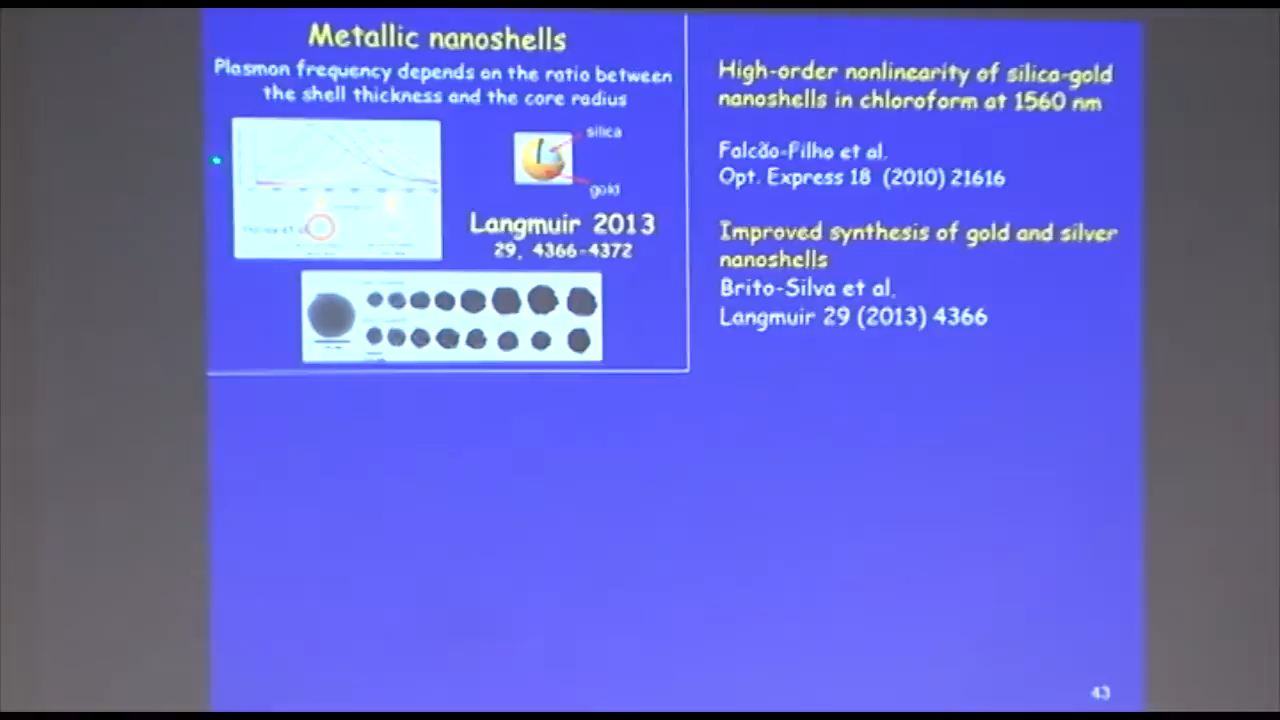 Metallic nanoshells
Plasmon frequency depends on the ratio between
the shell thickness and the core radius
silica
gold
Langmuir 2013
29, 4366-4372
High-order nonlinearity of silica-gold
nanoshells in chloroform at 1560 nm
Falcão-Filho et al.
Opt. Express 18 (2010) 21616
Improved synthesis of gold and silver
nanoshells
Brito-Silva et al.
Langmuir 29 (2013) 4366
43